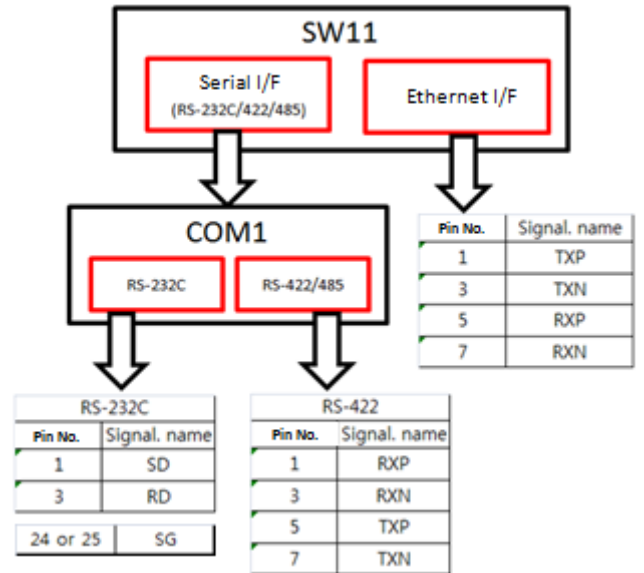 SW11
Serial I/F
(RS-232C/422/485)
Ethernet I/F
COM1
RS-232C
RS-422/485
Pin No. Signal. name
1 TXP
3 TXN
5 RXP
7 RXN
RS-232C
Pin No. Signal. name
1 SD
3 RD
24 or 25 SG
RS-422
Pin No. Signal. name
1 RXP
3 RXN
5 TXP
7 TXN